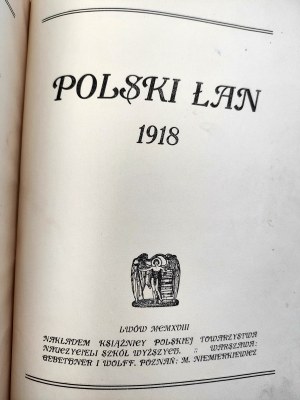 POLSKI ŁAN
1918
LWÓW MCMXVIII
NAKŁADEM KSIĄŻNICY POLSKIEJ TOWARZYSTWA
NAUCZYCIELI SZKÓŁ WYŻSZYCH. : WARSZAWA:
GEBETHNER I WOLFF. POZNAŃ: M. NIEMIERKIEWICZ